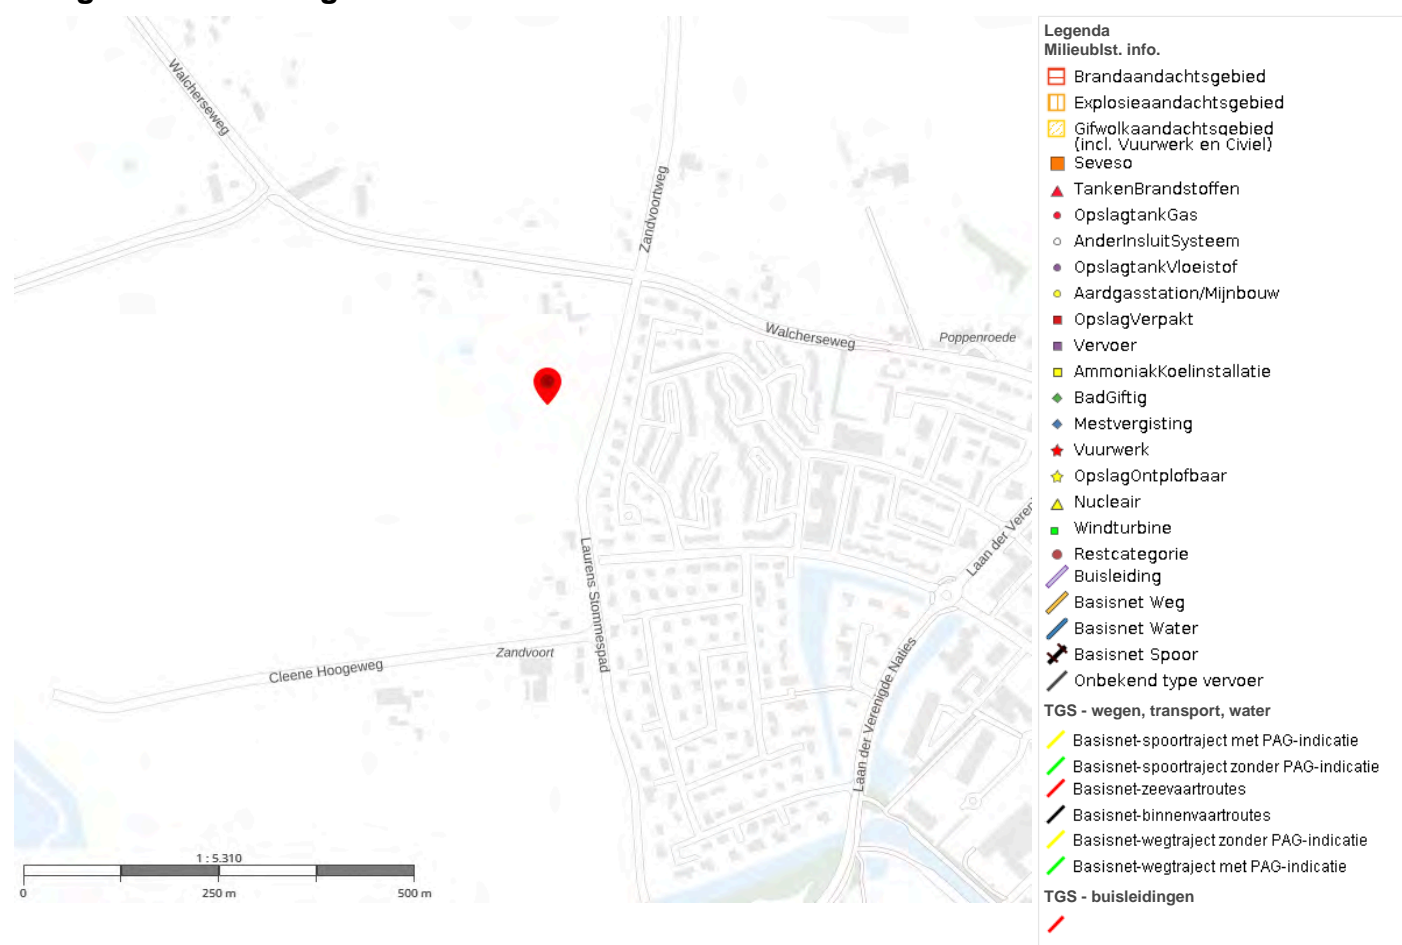 Legenda
Milieublst. info.
Brandaandachtsgebied
Explosieaandachtsgebied
Gifwolkaandachtsgebied
(incl. Vuurwerk en Civiel)
Seveso
TankenBrandstoffen
OpslagtankGas
AnderInsluitSysteem
OpslagtankVloeistof
Aardgasstation/Mijnbouw
OpslagVerpakt
Vervoer
AmmoniakKoelinstallatie
BadGiftig
Mestvergisting
Vuurwerk
OpslagOntplofbaar
Nucleair
Windturbine
Restcategorie
Buisleiding
Basisnet Weg
Basisnet Water
Basisnet Spoor
Onbekend type vervoer
TGS - wegen, transport, water
Basisnet-spoortraject met PAG-indicatie
Basisnet-spoortraject zonder PAG-indicatie
Basisnet-zeevaartroutes
Basisnet-binnenvaartroutes
Basisnet-wegtraject zonder PAG-indicatie
Basisnet-wegtraject met PAG-indicatie
TGS - buisleidingen
Walcherseweg
Zandvoortweg
Walcherseweg
Poppenroede
Laan der Veren
Laurens Stommespad
Zandvoort
Cleene Hoogeweg
Laan der Verenigde Naties
1 : 5.310
0
250 m
500 m